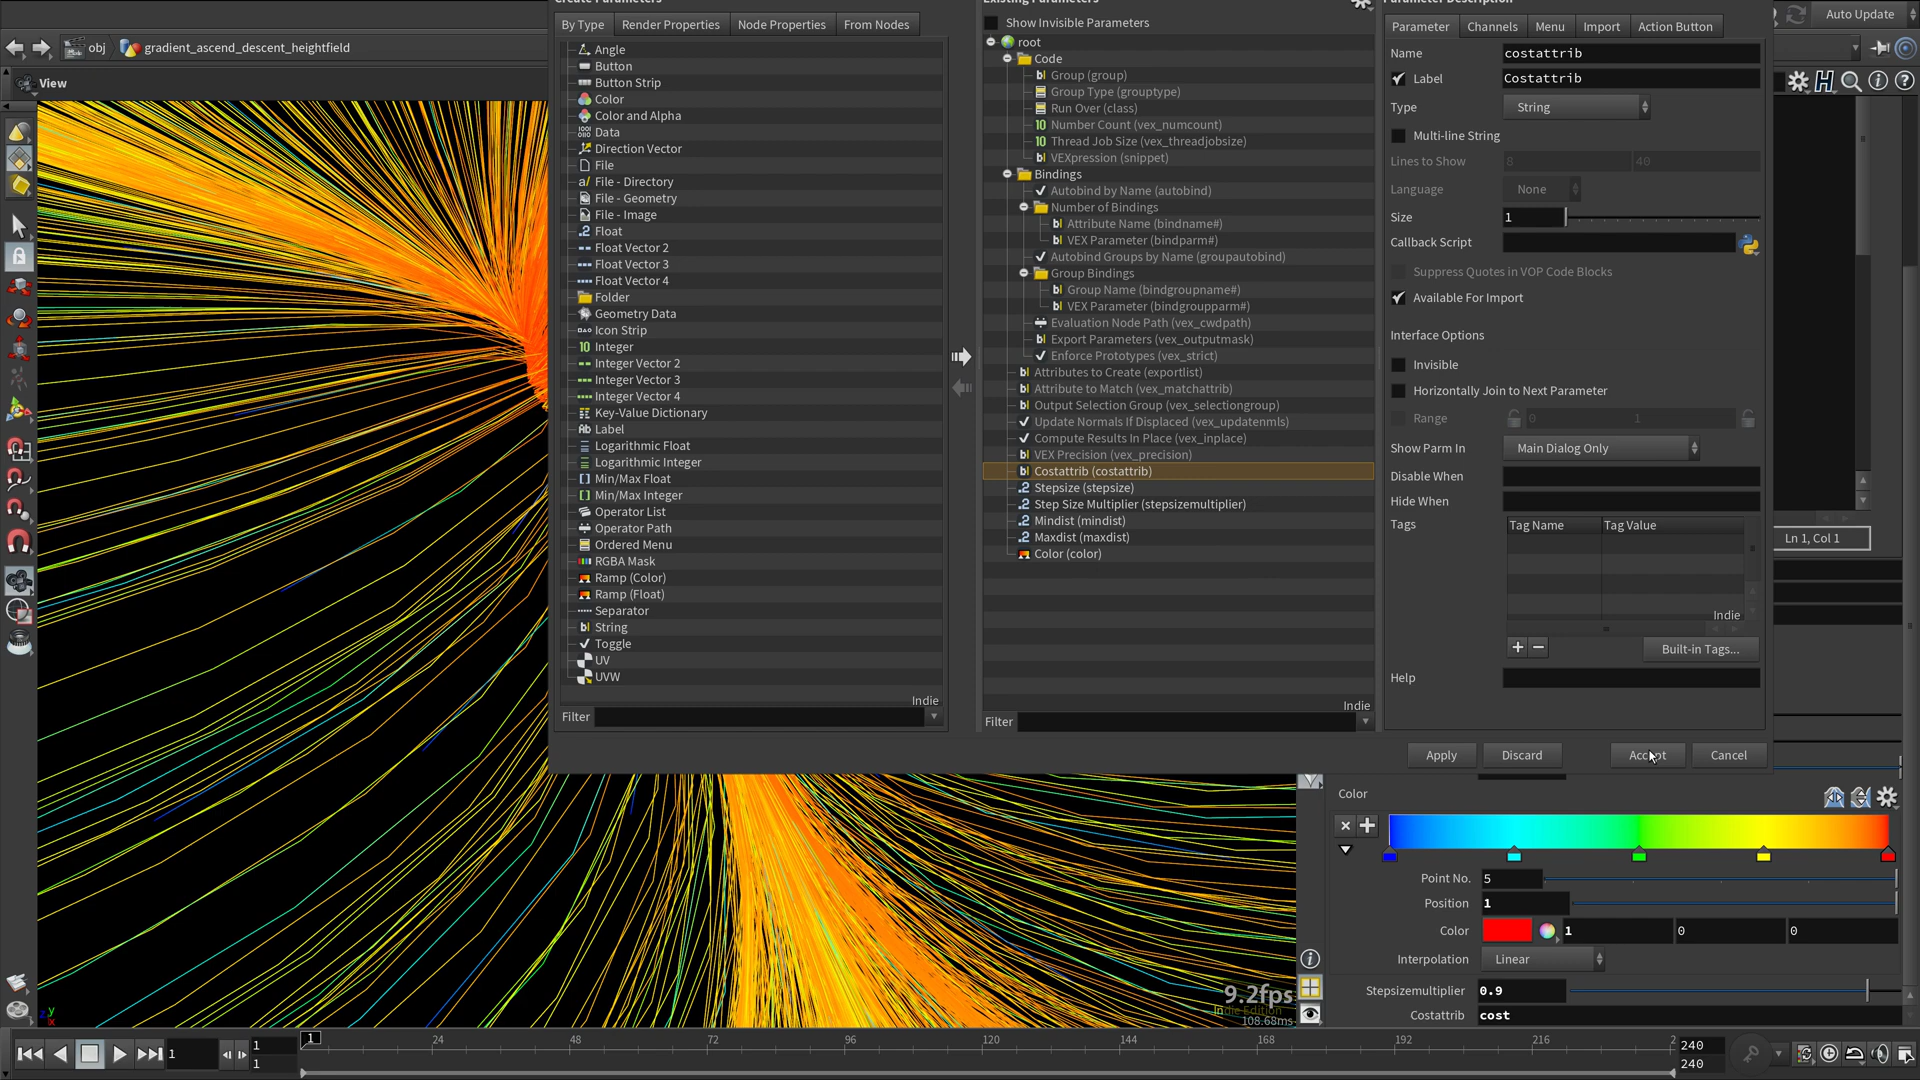 Auto Update
obj
gradient_ascend_descent_heightfield
View
By Type
Render Properties
Node Properties
From Nodes
Angle
Button
Button Strip
Color
Color and Alpha
Data
Direction Vector
File
File - Directory
File - Geometry
File - Image
Float
Float Vector 2
Float Vector 3
Float Vector 4
Folder
Geometry Data
Icon Strip
Integer
Integer Vector 2
Integer Vector 3
Integer Vector 4
Key-Value Dictionary
Label
Logarithmic Float
Logarithmic Integer
Min/Max Float
Min/Max Integer
Operator List
Operator Path
Ordered Menu
RGBA Mask
Ramp (Color)
Ramp (Float)
Separator
String
Toggle
UV
UVW
Indie
Filter
Show Invisible Parameters
root
Code
Group (group)
Group Type (grouptype)
Run Over (class)
Number Count (vex_numcount)
Thread Job Size (vex_threadjobsize)
VEXpression (snippet)
Bindings
Autobind by Name (autobind)
Number of Bindings
Attribute Name (bindname#)
VEX Parameter (bindparm#)
Autobind Groups by Name (groupautobind)
Group Bindings
Group Name (bindgroupname#)
VEX Parameter (bindgroupparm#)
Evaluation Node Path (vex_cwdpath)
Export Parameters (vex_outputmask)
Enforce Prototypes (vex_strict)
Attributes to Create (exportlist)
Attribute to Match (vex_matchattrib)
Output Selection Group (vex_selectiongroup)
Update Normals If Displaced (vex_updatenmls)
Compute Results In Place (vex_inplace)
VEX Precision (vex_precision)
Costattrib (costattrib)
Stepsize (stepsize)
Step Size Multiplier (stepsizemultiplier)
Mindist (mindist)
Maxdist (maxdist)
Color (color)
Indie
Filter
Parameter
Channels
Menu
Import
Action Button
Name costattrib
Label Costattrib
Type String
Multi-line String
Lines to Show 8 40
Language None
Size 1
Callback Script
Suppress Quotes in VOP Code Blocks
Available For Import
Interface Options
Invisible
Horizontally Join to Next Parameter
Range 0 1
Show Parm In Main Dialog Only
Disable When
Hide When
Tags Tag Name Tag Value
Indie
Built-in Tags...
Help
Apply
Discard
Accept
Cancel
Ln 1, Col 1
Color
Point No. 5
Position 1
Color 1 0 0
Interpolation Linear
Stepsizemultiplier 0.9
Costattrib cost
9.2fps
Indie Edition
108.68ms
1
1
1
1
24
48
72
96
120
144
168
192
216
2
240
240